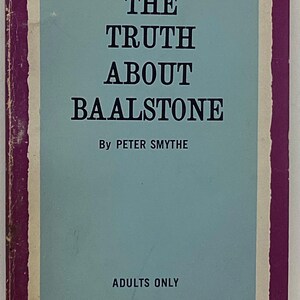 THE
TRUTH
ABOUT
BAALSTONE
By PETER SMYTHE
ADULTS ONLY